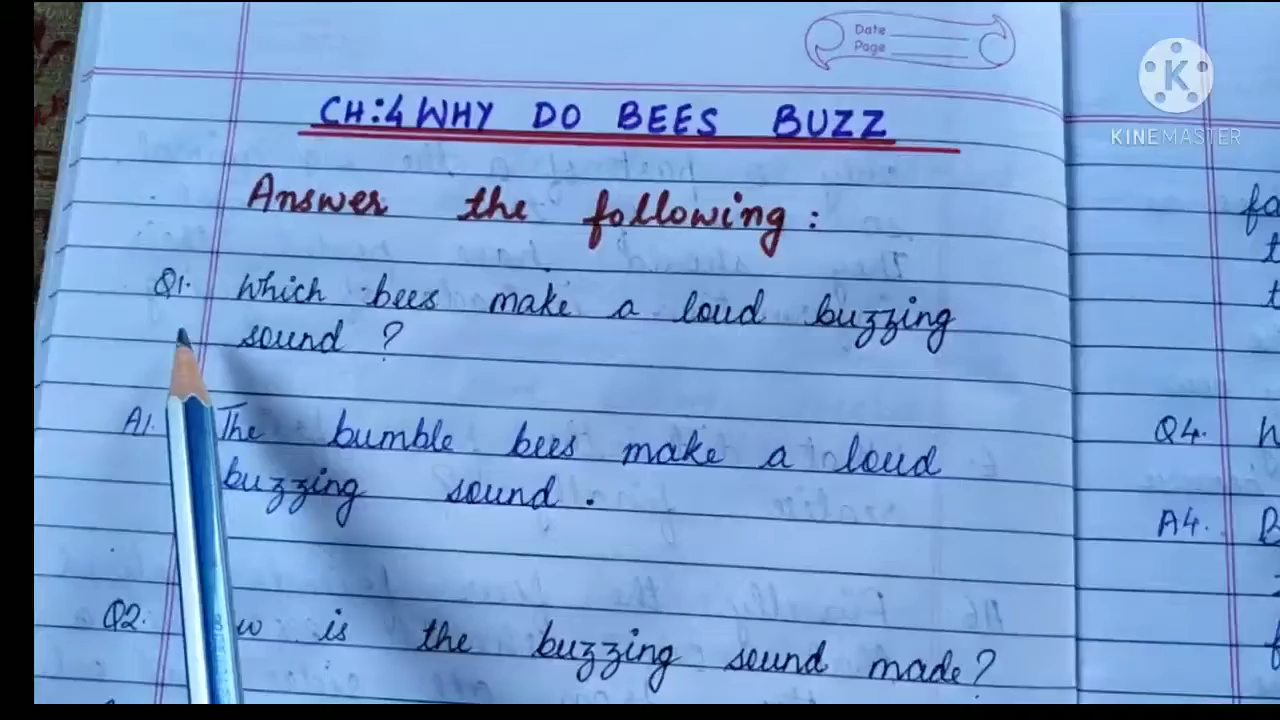 Date
Page
KINEMASTER
CH:4 WHY DO BEES BUZZ
Answer the following:
Q1. Which bees make a loud buzzing
sound?
A1. The bumble bees make a loud
buzzing sound.
Q2. is the buzzing sound made?
Q4.
A4.